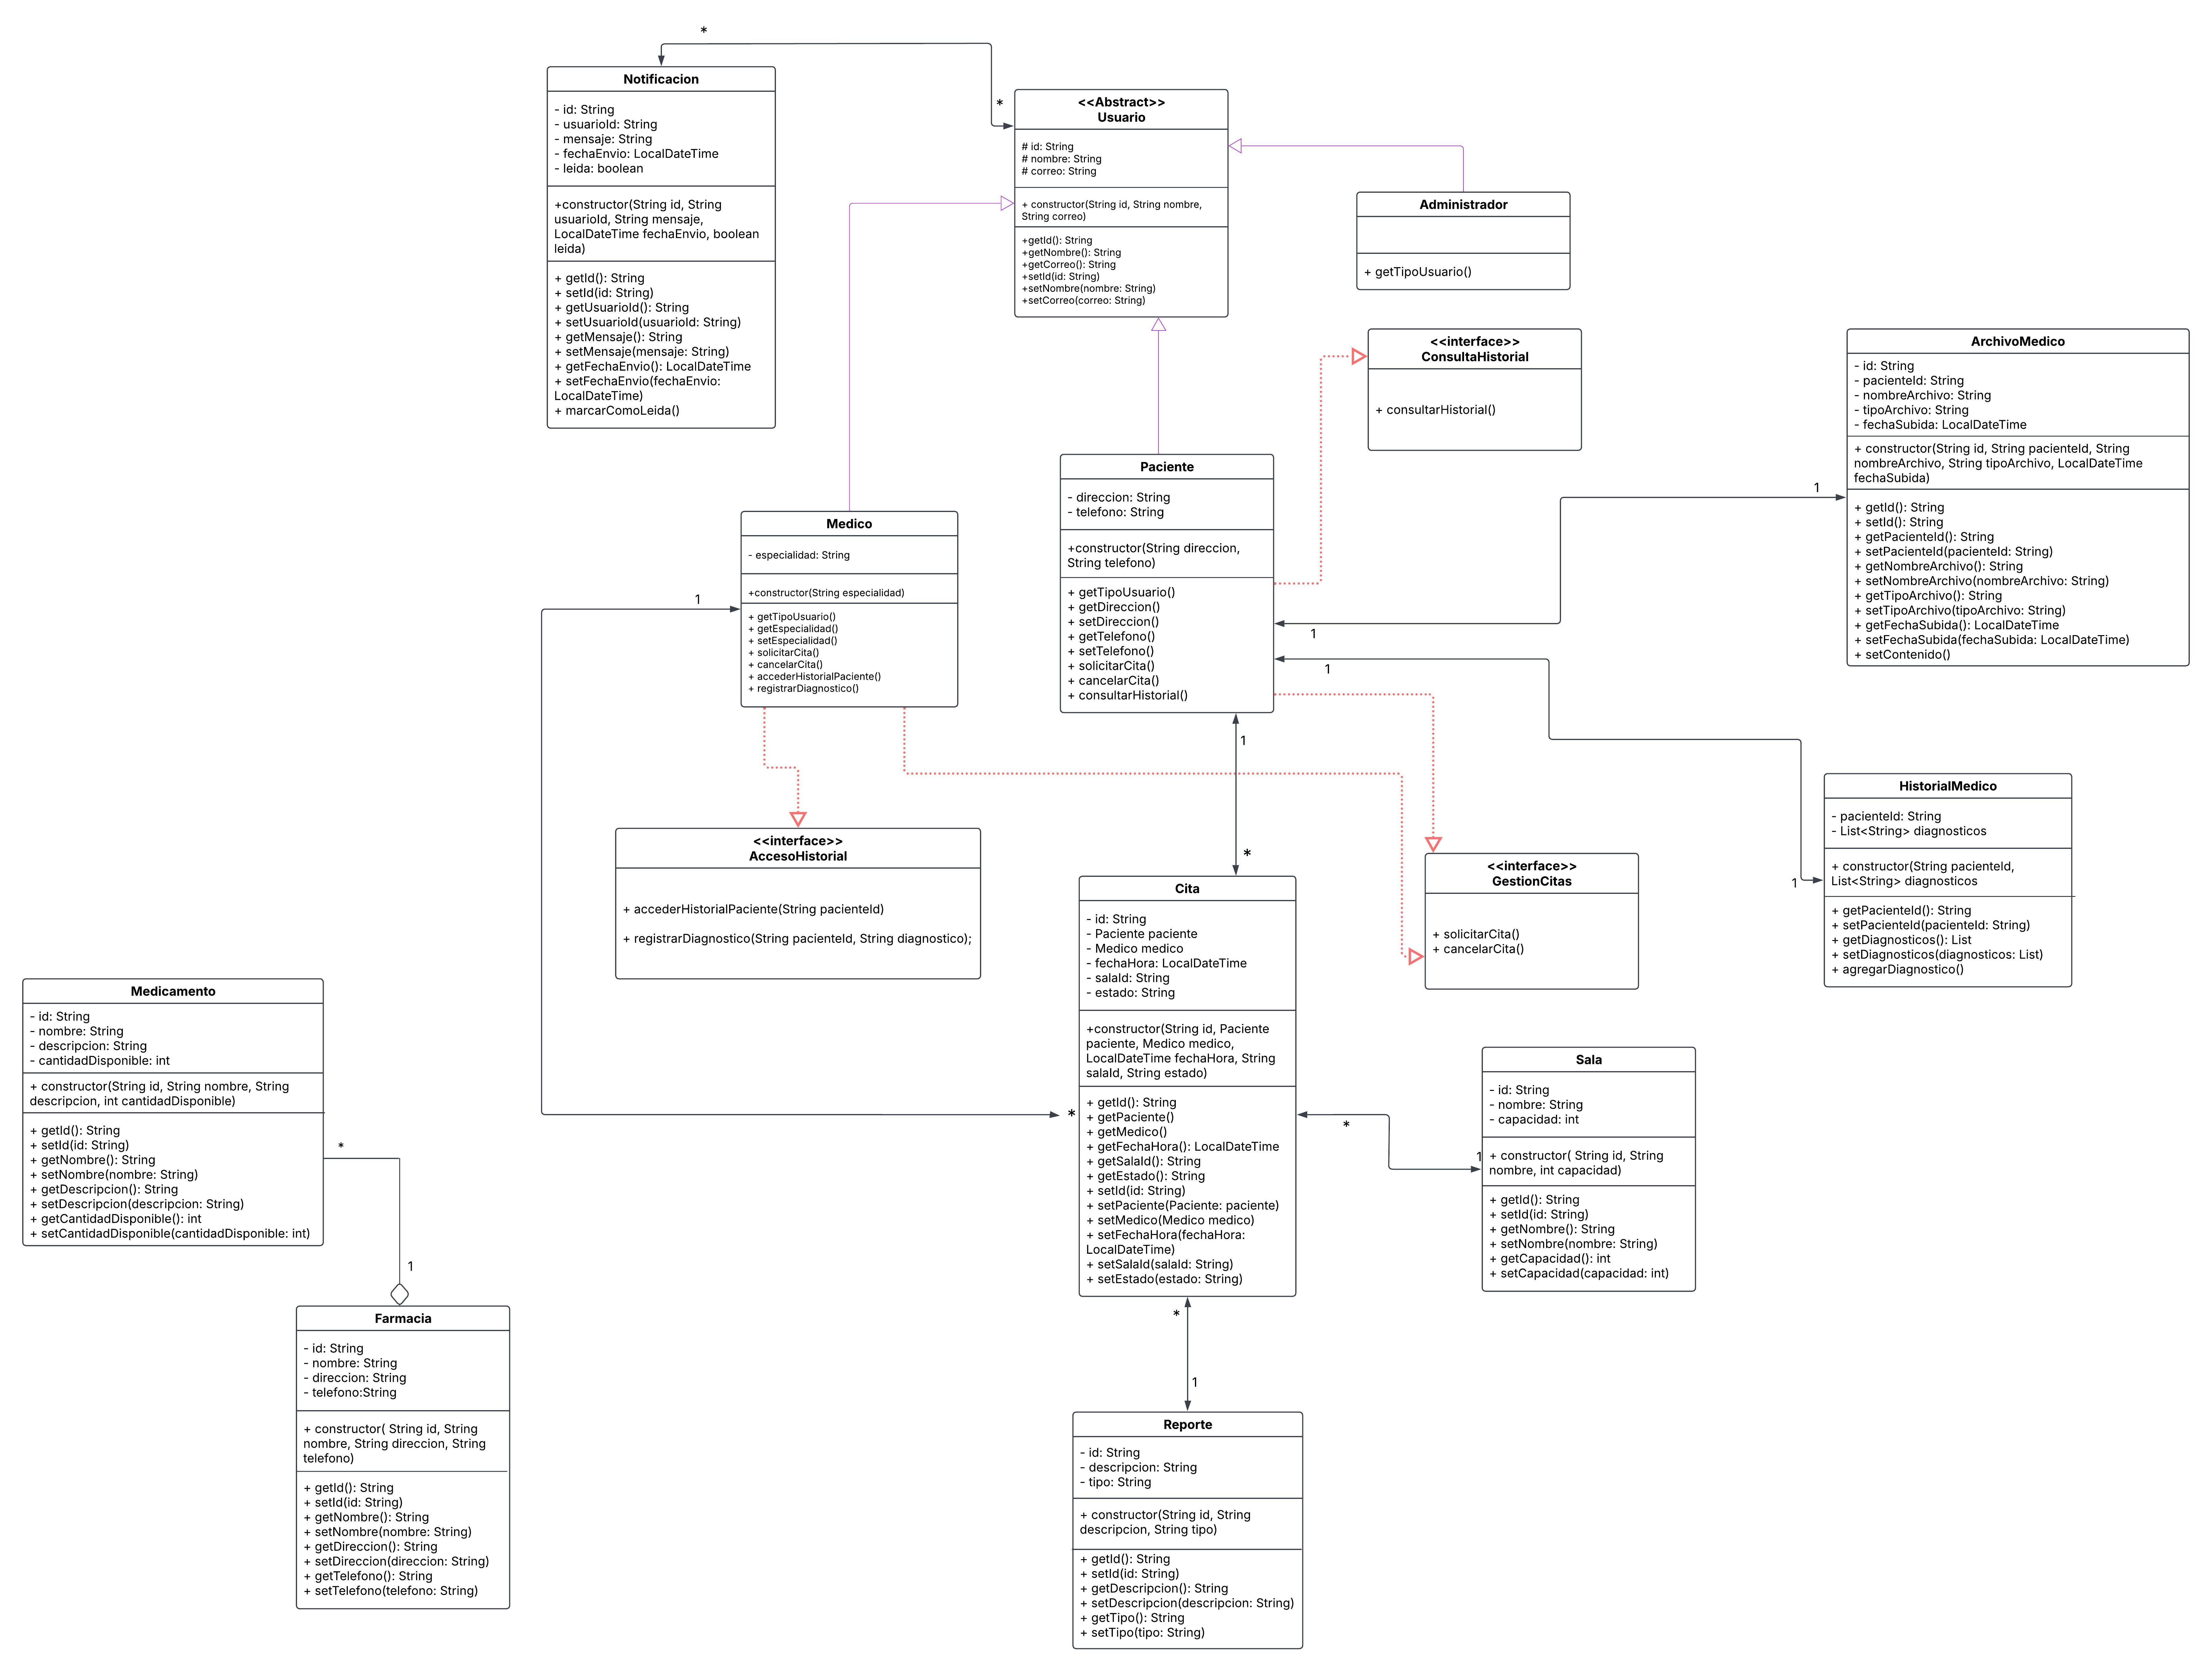 *
Notificacion
- id: String
- usuarioId: String
- mensaje: String
- fechaEnvio: LocalDateTime
- leida: boolean
+constructor(String id, String
usuarioId, String mensaje,
LocalDateTime fechaEnvio, boolean
leida)
+ getId(): String
+ setId(id: String)
+ getUsuarioId(): String
+ setUsuarioId(usuarioId: String)
+ getMensaje(): String
+ setMensaje(mensaje: String)
+ getFechaEnvio(): LocalDateTime
+ setFechaEnvio(fechaEnvio:
LocalDateTime)
+ marcarComoLeida()
*
<<Abstract>>
Usuario
# id: String
# nombre: String
# correo: String
+ constructor(String id, String nombre,
String correo)
+getId(): String
+getNombre(): String
+getCorreo(): String
+setId(id: String)
+setNombre(nombre: String)
+setCorreo(correo: String)
Administrador
+ getTipoUsuario()
<<interface>>
ConsultaHistorial
+ consultarHistorial()
ArchivoMedico
- id: String
- pacienteId: String
- nombreArchivo: String
- tipoArchivo: String
- fechaSubida: LocalDateTime
+ constructor(String id, String pacienteId, String
nombreArchivo, String tipoArchivo, LocalDateTime
fechaSubida)
+ getId(): String
+ setId(): String
+ getPacienteId(): String
+ setPacienteId(pacienteId: String)
+ getNombreArchivo(): String
+ setNombreArchivo(nombreArchivo: String)
+ getTipoArchivo(): String
+ setTipoArchivo(tipoArchivo: String)
+ getFechaSubida(): LocalDateTime
+ setFechaSubida(fechaSubida: LocalDateTime)
+ setContenido()
1
Paciente
- direccion: String
- telefono: String
+constructor(String direccion,
String telefono)
+ getTipoUsuario()
+ getDireccion()
+ setDireccion()
+ getTelefono()
+ setTelefono()
+ solicitarCita()
+ cancelarCita()
+ consultarHistorial()
1
1
1
Medico
- especialidad: String
+constructor(String especialidad)
+ getTipoUsuario()
+ getEspecialidad()
+ setEspecialidad()
+ solicitarCita()
+ cancelarCita()
+ accederHistorialPaciente()
+ registrarDiagnostico()
1
<<interface>>
AccesoHistorial
+ accederHistorialPaciente(String pacienteId)
+ registrarDiagnostico(String pacienteId, String diagnostico);
*
<<interface>>
GestionCitas
+ solicitarCita()
+ cancelarCita()
1
HistorialMedico
- pacienteId: String
- List<String> diagnosticos
+ constructor(String pacienteId,
List<String> diagnosticos
+ getPacienteId(): String
+ setPacienteId(pacienteId: String)
+ getDiagnosticos(): List
+ setDiagnosticos(diagnosticos: List)
+ agregarDiagnostico()
Cita
- id: String
- Paciente paciente
- Medico medico
- fechaHora: LocalDateTime
- salaId: String
- estado: String
+constructor(String id, Paciente
paciente, Medico medico,
LocalDateTime fechaHora, String
salaId, String estado)
+ getId(): String
+ getPaciente()
+ getMedico()
+ getFechaHora(): LocalDateTime
+ getSalaId(): String
+ getEstado(): String
+ setId(id: String)
+ setPaciente(Paciente: paciente)
+ setMedico(Medico medico)
+ setFechaHora(fechaHora:
LocalDateTime)
+ setSalaId(salaId: String)
+ setEstado(estado: String)
*
*
1
Sala
- id: String
- nombre: String
- capacidad: int
+ constructor( String id, String
nombre, int capacidad)
+ getId(): String
+ setId(id: String)
+ getNombre(): String
+ setNombre(nombre: String)
+ getCapacidad(): int
+ setCapacidad(capacidad: int)
Medicamento
- id: String
- nombre: String
- descripcion: String
- cantidadDisponible: int
+ constructor(String id, String nombre, String
descripcion, int cantidadDisponible)
+ getId(): String
+ setId(id: String)
+ getNombre(): String
+ setNombre(nombre: String)
+ getDescripcion(): String
+ setDescripcion(descripcion: String)
+ getCantidadDisponible(): int
+ setCantidadDisponible(cantidadDisponible: int)
*
1
Farmacia
- id: String
- nombre: String
- direccion: String
- telefono:String
+ constructor( String id, String
nombre, String direccion, String
telefono)
+ getId(): String
+ setId(id: String)
+ getNombre(): String
+ setNombre(nombre: String)
+ getDireccion(): String
+ setDireccion(direccion: String)
+ getTelefono(): String
+ setTelefono(telefono: String)
*
1
Reporte
- id: String
- descripcion: String
- tipo: String
+ constructor(String id, String
descripcion, String tipo)
+ getId(): String
+ setId(id: String)
+ getDescripcion(): String
+ setDescripcion(descripcion: String)
+ getTipo(): String
+ setTipo(tipo: String)